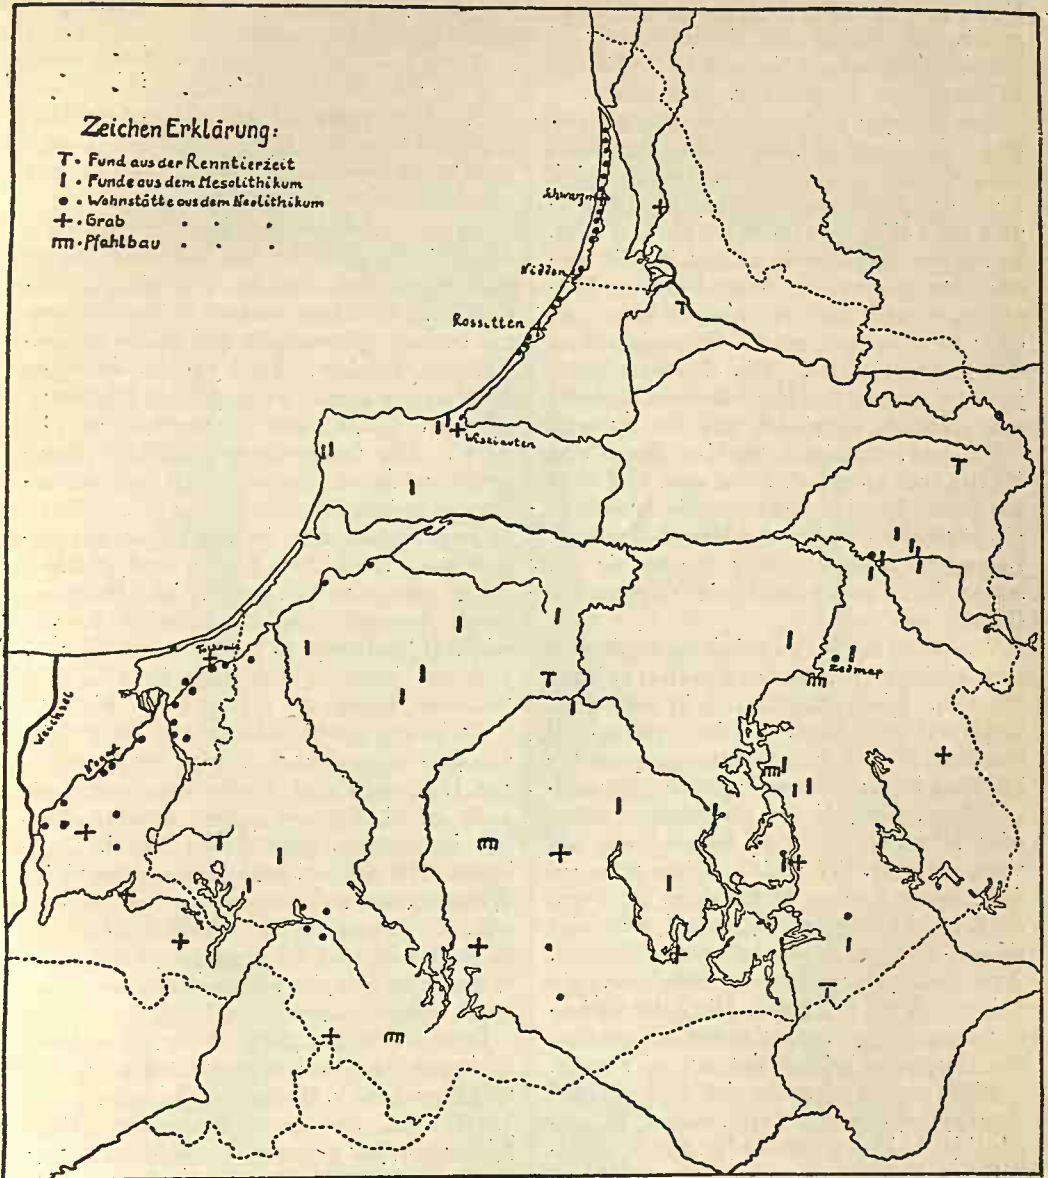 Zeichen Erklärung:
T • Fund aus der Renntierzeit
| • Funde aus dem Mesolithikum
• • Wohnstätte aus dem Neolithikum
+ • Grab • • •
Pfahlbau • • •
Nidden
Rossitten
Wiskiauten
Tolkemit
Zedmar
Weichsel
Nogat